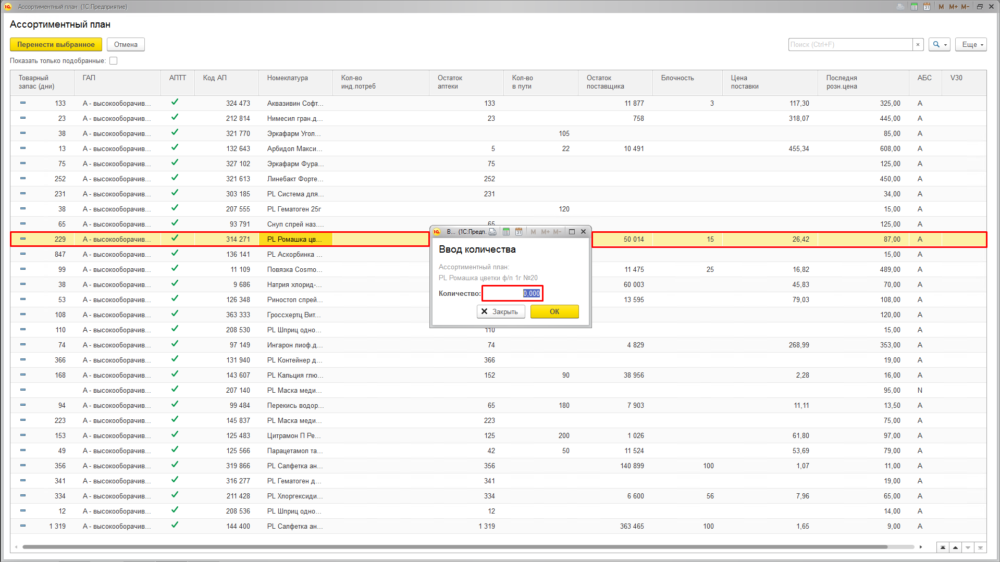 Ассортиментный план (1С:Предприятие)
M M+ M-
Ассортиментный план
Перенести выбранное Отмена Поиск (Ctrl+F) × Еще
Показать только подобранные:
Товарный запас (дни) ГАП АПТТ Код АП Номеклатура Кол-во инд.потреб Остаток аптеки Кол-во в пути Остаток поставщика Блочность Цена поставки Последня розн.цена АБС V30
133 А - высокооборачив... 324 473 Аквазивин Софт... 133 11 877 3 117,30 325,00 A
23 А - высокооборачив... 212 814 Нимесил гран.д... 23 758 318,07 445,00 A
38 А - высокооборачив... 321 770 Эркафарм Угол... 105 85,00 A
13 А - высокооборачив... 132 643 Арбидол Макси... 5 22 10 491 455,34 608,00 A
75 А - высокооборачив... 327 102 Эркафарм Фура... 75 125,00 A
252 А - высокооборачив... 321 613 Линебакт Форте... 252 450,00 A
231 А - высокооборачив... 303 185 PL Система для... 231 34,00 A
38 А - высокооборачив... 207 555 PL Гематоген 25г 120 15,00 A
65 А - высокооборачив... 93 791 Снуп спрей наз.... 65 125,00 A
229 А - высокооборачив... 314 271 PL Ромашка цв... 50 014 15 26,42 87,00 A
847 А - высокооборачив... 136 141 PL Аскорбинка ... 15,00 A
99 А - высокооборачив... 11 109 Повязка Cosmo... 11 475 25 16,82 489,00 A
38 А - высокооборачив... 9 686 Натрия хлорид-... 60 003 45,83 70,00 A
53 А - высокооборачив... 126 348 Риностоп спрей... 13 595 79,03 108,00 A
108 А - высокооборачив... 363 333 Гроссхертц Вит... 120,00 A
110 А - высокооборачив... 208 530 PL Шприц одно... 110 15,00 A
74 А - высокооборачив... 97 149 Ингарон лиоф.д... 74 4 829 268,99 353,00 A
366 А - высокооборачив... 131 940 PL Контейнер д... 366 19,00 A
168 А - высокооборачив... 143 607 PL Кальция глю... 152 90 38 956 2,28 16,00 A
А - высокооборачив... 207 140 PL Маска меди... 95,00 N
94 А - высокооборачив... 99 484 Перекись водор... 65 180 7 903 11,11 13,50 A
223 А - высокооборачив... 145 837 PL Маска меди... 223 75,00 A
153 А - высокооборачив... 125 483 Цитрамон П Ре... 125 200 1 026 61,80 97,00 A
49 А - высокооборачив... 125 566 Парацетамол та... 42 50 11 524 53,69 79,00 A
356 А - высокооборачив... 319 866 PL Салфетка ан... 356 140 899 100 1,07 11,00 A
341 А - высокооборачив... 316 277 PL Гематоген д... 341 19,00 A
334 А - высокооборачив... 211 428 PL Хлоргексиди... 334 6 600 56 7,96 65,00 A
12 А - высокооборачив... 208 536 PL Шприц одно... 12 14,00 A
1 319 А - высокооборачив... 144 400 PL Салфетка ан... 1 319 363 465 100 1,65 9,00 A
В... (1С:Предп. 31 M M+ M-
Ввод количества
Ассортиментный план:
PL Ромашка цветки ф/п 1г №20
Количество: 0,000
Закрыть ОК